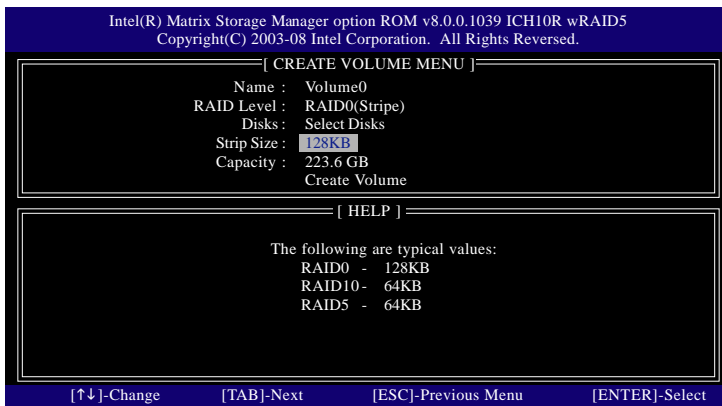 Intel(R) Matrix Storage Manager option ROM v8.0.0.1039 ICH10R wRAID5
Copyright(C) 2003-08 Intel Corporation. All Rights Reversed.
[ CREATE VOLUME MENU ]
Name : Volume0
RAID Level : RAID0(Stripe)
Disks : Select Disks
Strip Size : 128KB
Capacity : 223.6 GB
Create Volume
[ HELP ]
The following are typical values:
RAID0 - 128KB
RAID10 - 64KB
RAID5 - 64KB
[↑↓]-Change [TAB]-Next [ESC]-Previous Menu [ENTER]-Select